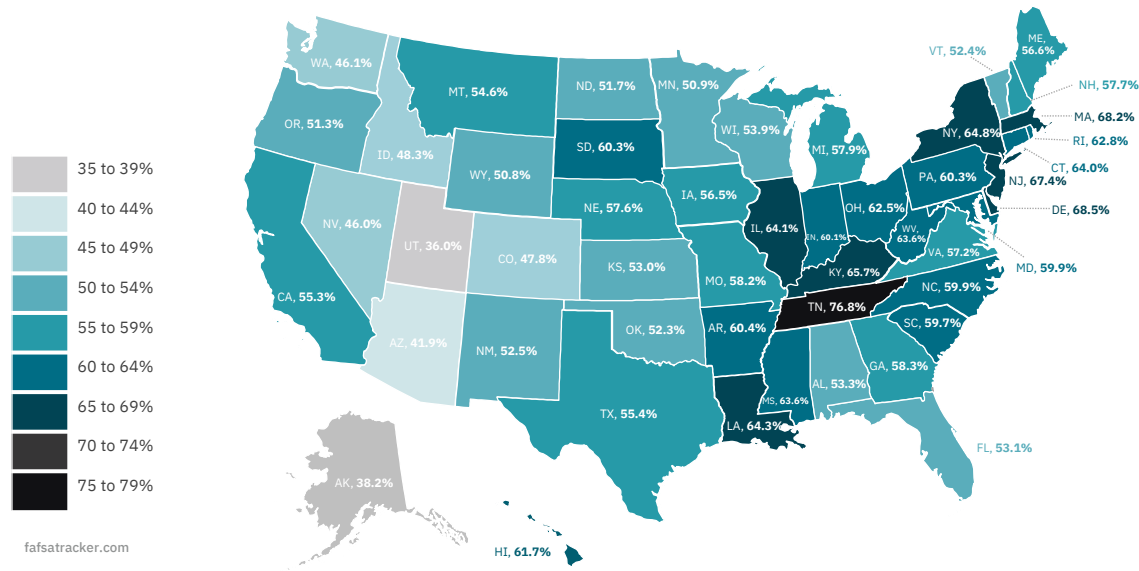 35 to 39%
40 to 44%
45 to 49%
50 to 54%
55 to 59%
60 to 64%
65 to 69%
70 to 74%
75 to 79%
fafsatracker.com
WA, 46.1%
OR, 51.3%
CA, 55.3%
NV, 46.0%
ID, 48.3%
MT, 54.6%
WY, 50.8%
UT, 36.0%
AZ, 41.9%
CO, 47.8%
NM, 52.5%
ND, 51.7%
SD, 60.3%
NE, 57.6%
KS, 53.0%
OK, 52.3%
TX, 55.4%
MN, 50.9%
IA, 56.5%
MO, 58.2%
AR, 60.4%
LA, 64.3%
WI, 53.9%
IL, 64.1%
MI, 57.9%
IN, 60.1%
OH, 62.5%
KY, 65.7%
TN, 76.8%
MS, 63.6%
AL, 53.3%
GA, 58.3%
FL, 53.1%
SC, 59.7%
NC, 59.9%
VA, 57.2%
WV,
63.6%
PA, 60.3%
NY, 64.8%
VT, 52.4%
ME,
56.6%
NH, 57.7%
MA, 68.2%
RI, 62.8%
CT, 64.0%
NJ, 67.4%
DE, 68.5%
MD, 59.9%
AK, 38.2%
HI, 61.7%